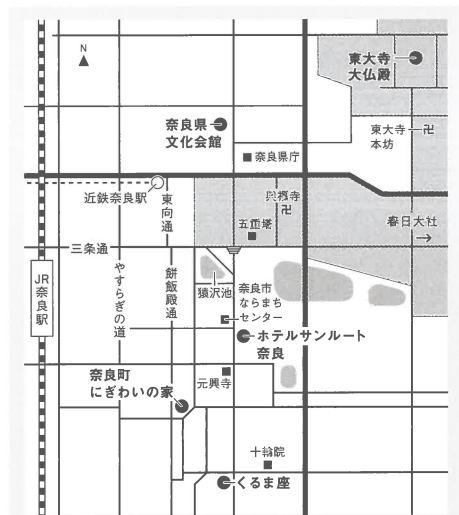 N
東大寺
大仏殿
奈良県
文化会館
東大寺
本坊
卍
奈良県庁
近鉄奈良駅
東向通
興福寺
卍
五重塔
春日大社
→
三条通
JR奈良駅
やすらぎの道
餅飯殿通
猿沢池
奈良市
ならまち
センター
ホテルサンルート
奈良
奈良町
にぎわいの家
元興寺
十輪院
くるま座